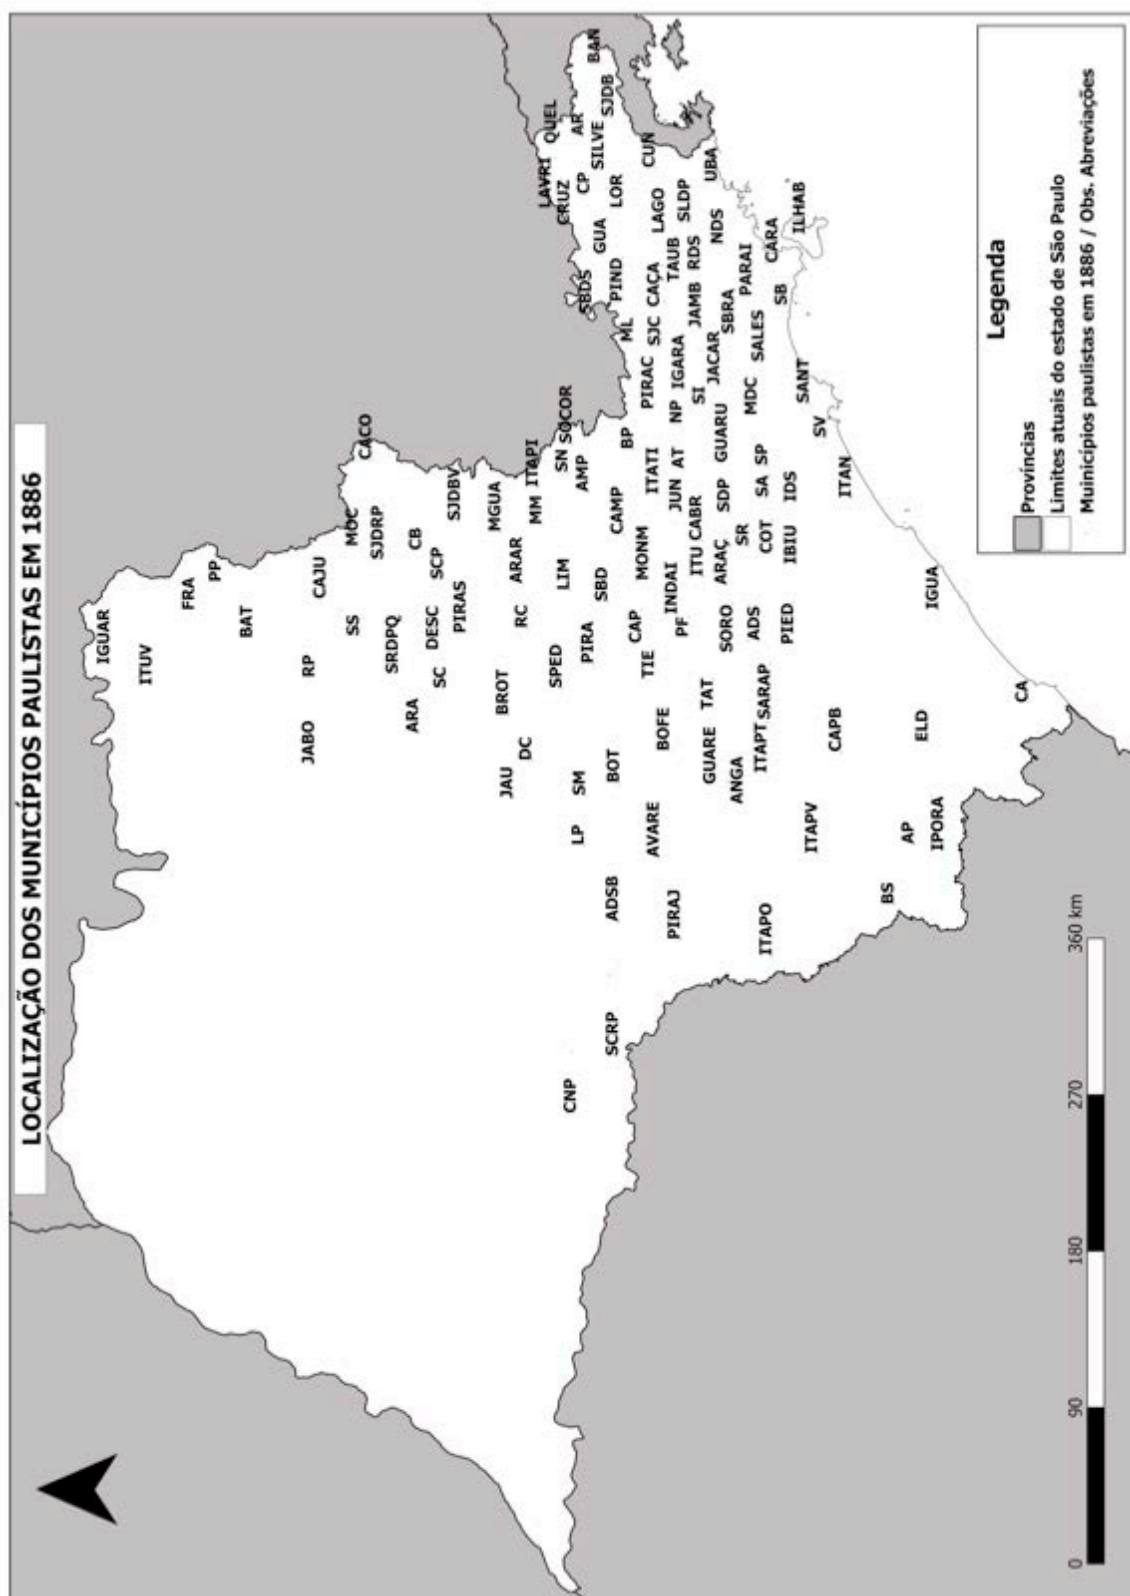 LOCALIZAÇÃO DOS MUNICÍPIOS PAULISTAS EM 1886
IGUAR
ITUV
FRA
PP
BAT
JABO
RP
CAJU
SS
MOC
CACO
SRDPQ
SJDRP
ARA
CB
SC
DESC
SCP
PIRAS
SJDBV
BROT
MGUA
JAU
DC
RC
ARAR
MM
ITAPI
SPED
LIM
SN
SOCOR
LAVRI
QUEL
CRUZ
CNP
LP
SM
PIRA
SBD
AMP
SBDS
CP
AR
SILVE
BAN
GUA
SJDB
SCRP
ADSB
BOT
CAMP
BP
ML
PIND
LOR
CAP
TIE
MONM
ITATI
PIRAC
SJC
CAÇA
LAGO
CUN
AVARE
BOFE
PF
INDAI
JUN
AT
NP
IGARA
TAUB
SLDP
PIRAJ
ITU
CABR
SI
JAMB
RDS
UBA
GUARE
TAT
SORO
ARAÇ
SDP
GUARU
JACAR
SBRA
NDS
ANGA
SR
MDC
SALES
PARAI
ITAPO
ITAPT
SARAP
ADS
COT
SA
SP
CARA
SB
ILHAB
PIED
IBIU
IDS
SANT
ITAPV
CAPB
SV
ITAN
BS
AP
ELD
IGUA
IPORA
CA
Legenda
Províncias
Limites atuais do estado de São Paulo
Muinicípios paulistas em 1886 / Obs. Abreviações
0 90 180 270 360 km